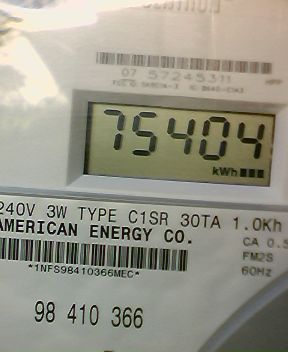 07 57245311
75404
kWh
240V 3W TYPE C1SR 30TA 1.0Kh
AMERICAN ENERGY CO.
CA 0.5
FM2S
60Hz
*1NFS98410366MEC*
98 410 366